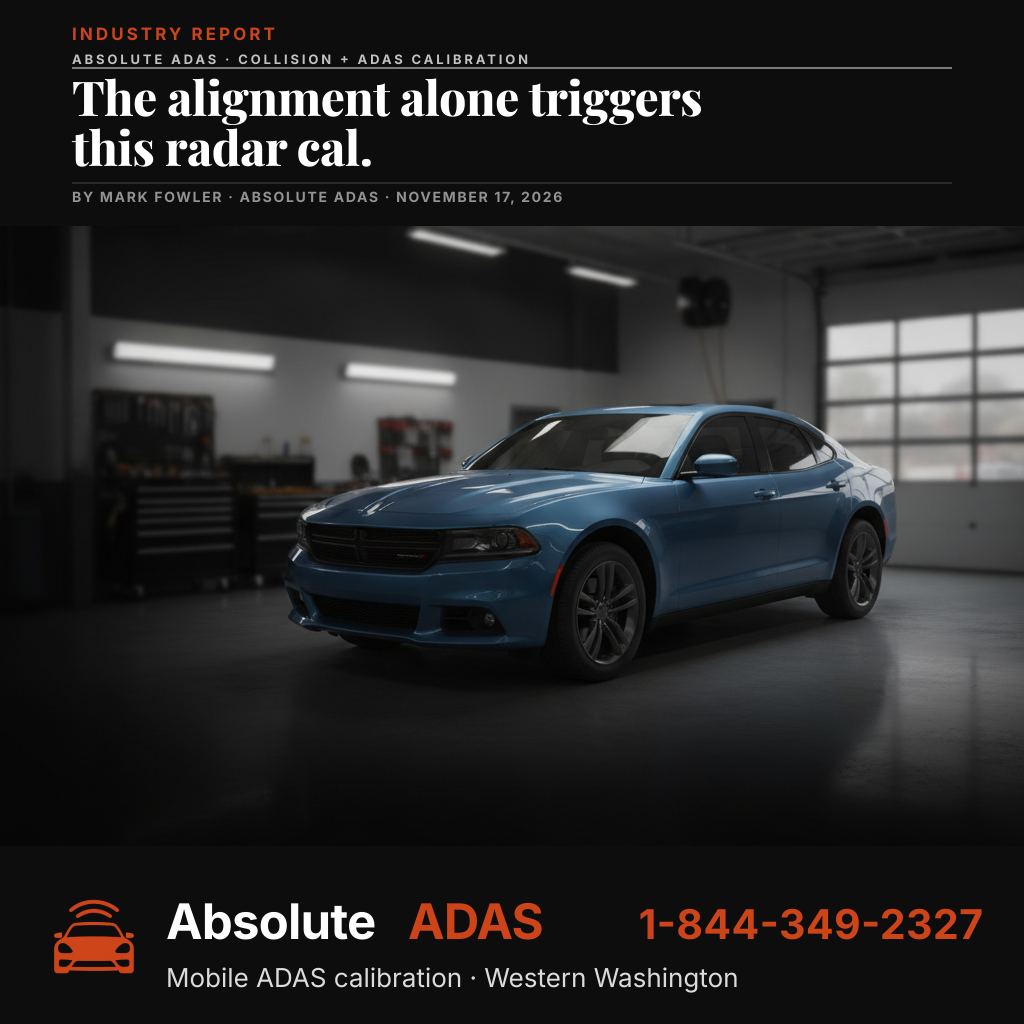 INDUSTRY REPORT
ABSOLUTE ADAS · COLLISION + ADAS CALIBRATION
The alignment alone triggers
this radar cal.
BY MARK FOWLER · ABSOLUTE ADAS · NOVEMBER 17, 2026
Absolute ADAS 1-844-349-2327
Mobile ADAS calibration · Western Washington